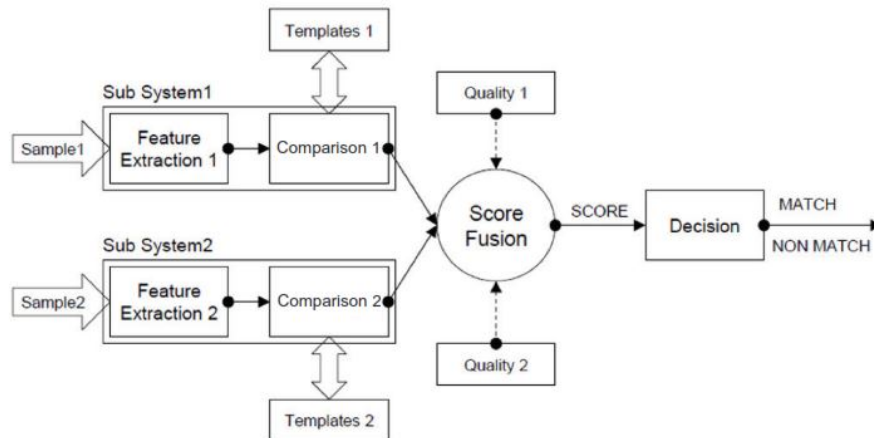 Templates 1
Sub System1
Quality 1
Sample1
Feature
Extraction 1
Comparison 1
Score
Fusion
SCORE
Decision
MATCH
NON MATCH
Sub System2
Sample2
Feature
Extraction 2
Comparison 2
Quality 2
Templates 2